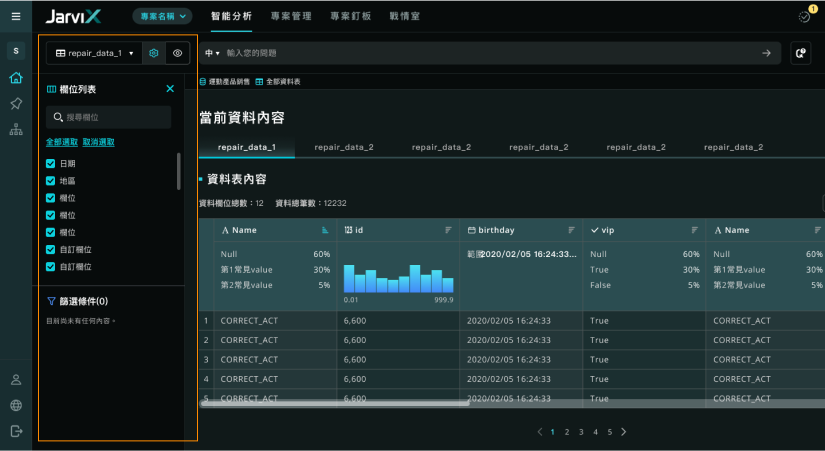 JarviX 專案名稱 智能分析 專案管理 專案釘板 戰情室 1
S
repair_data_1
中 輸入您的問題
欄位列表
搜尋欄位
全部選取 取消選取
日期
地區
欄位
欄位
欄位
自訂欄位
自訂欄位
篩選條件(0)
目前尚未有任何內容。
運動產品銷售 全部資料表
當前資料內容
repair_data_1 repair_data_2 repair_data_2 repair_data_2 repair_data_2 repair_data_2
資料表內容
資料欄位總數：12 資料總筆數：12232
A Name 123 id birthday vip A Name
Null 60% 範圍2020/02/05 16:24:33... Null 60% Null 60%
第1常見value 30% True 30% 第1常見value 30%
第2常見value 5% False 5% 第2常見value 5%
0.01 999.9
1 CORRECT_ACT 6,600 2020/02/05 16:24:33 True CORRECT_ACT
2 CORRECT_ACT 6,600 2020/02/05 16:24:33 True CORRECT_ACT
3 CORRECT_ACT 6,600 2020/02/05 16:24:33 True CORRECT_ACT
4 CORRECT_ACT 6,600 2020/02/05 16:24:33 True CORRECT_ACT
5 CORRECT_ACT 6,600 2020/02/05 16:24:33 True CORRECT_ACT
1 2 3 4 5